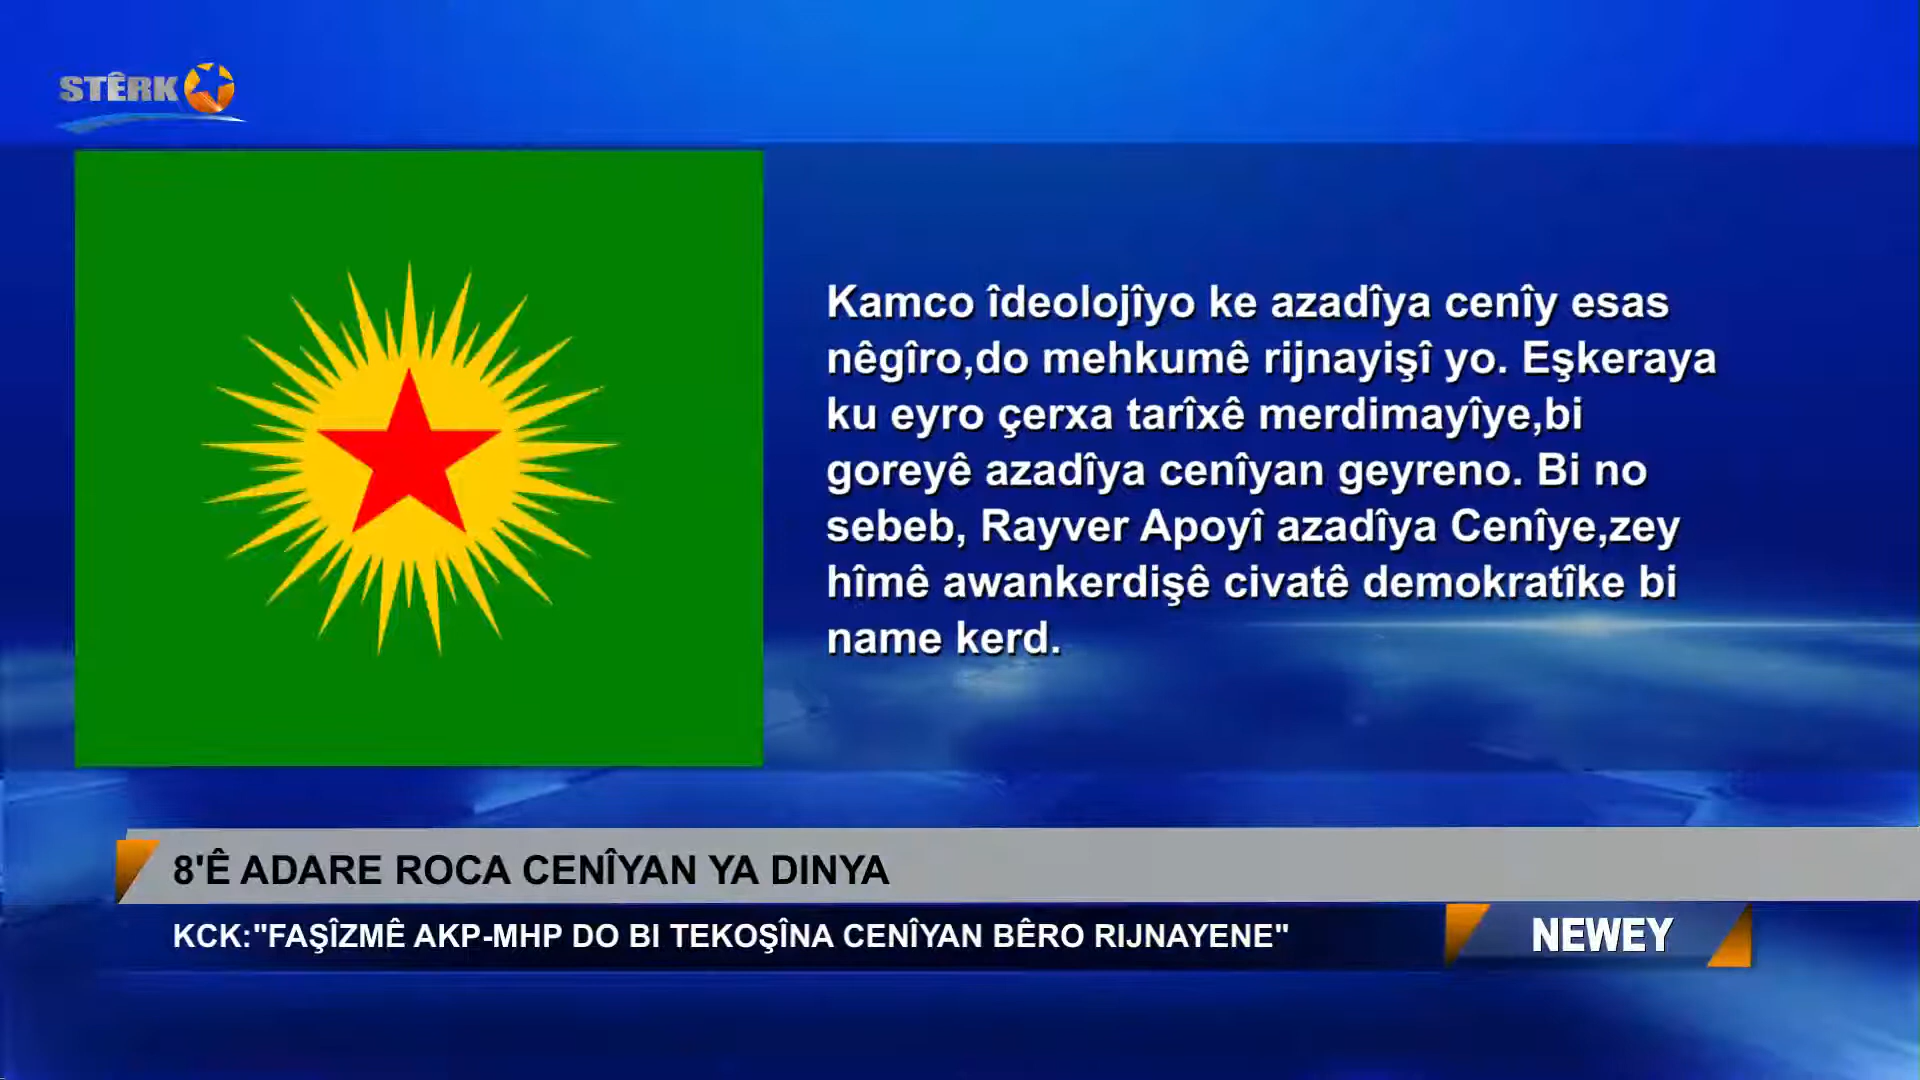 STÊRK
Kamco îdeolojîyo ke azadîya cenîy esas
nêgîro,do mehkumê rijnayişî yo. Eşkeraya
ku eyro çerxa tarîxê merdimayîye,bi
goreyê azadîya cenîyan geyreno. Bi no
sebeb, Rayver Apoyî azadîya Cenîye,zey
hîmê awankerdişê civatê demokratîke bi
name kerd.
8'Ê ADARE ROCA CENÎYAN YA DINYA
KCK:"FAŞÎZMÊ AKP-MHP DO BI TEKOŞÎNA CENÎYAN BÊRO RIJNAYENE"
NEWEY